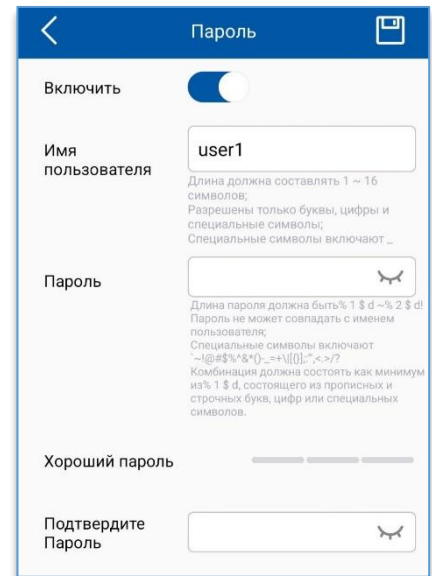 Пароль
Включить
Имя
пользователя
user1
Длина должна составлять 1 ~ 16
символов;
Разрешены только буквы, цифры и
специальные символы;
Специальные символы включают _
Пароль
Длина пароля должна быть% 1 $ d ~% 2 $ d!
Пароль не может совпадать с именем
пользователя;
Специальные символы включают
`~!@#$%^&*()-_=+\|[{}];:'",<.>/?
Комбинация должна состоять как минимум
из% 1 $ d, состоящего из прописных и
строчных букв, цифр или специальных
символов.
Хороший пароль
Подтвердите
Пароль